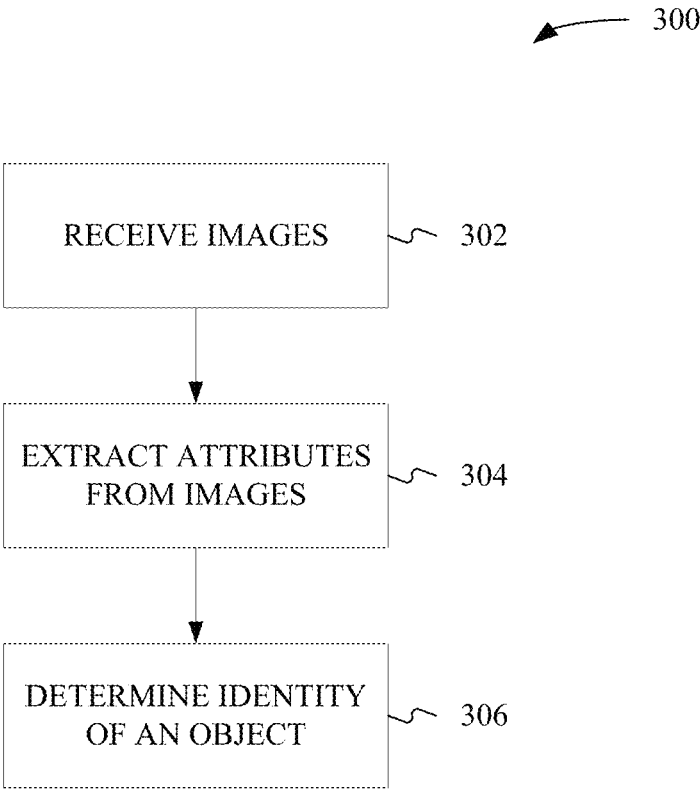 300
RECEIVE IMAGES
302
EXTRACT ATTRIBUTES
FROM IMAGES
304
DETERMINE IDENTITY
OF AN OBJECT
306